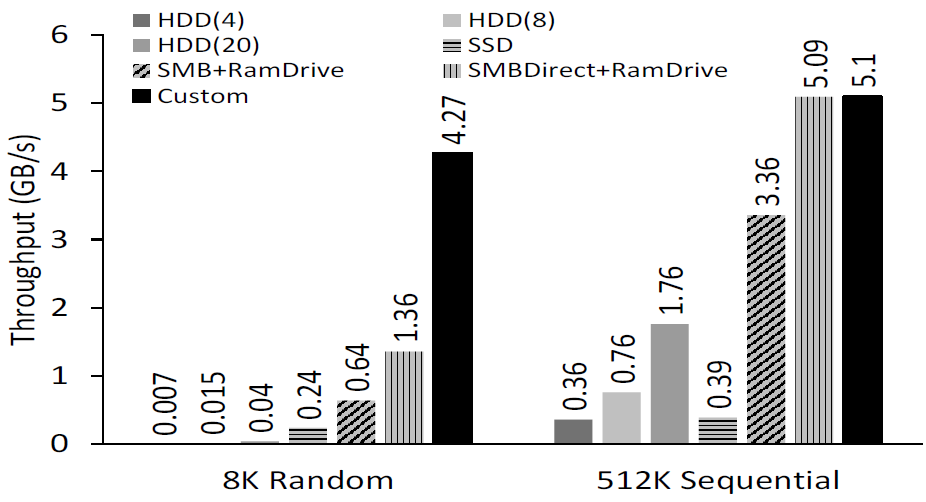 HDD(4) HDD(8)
HDD(20) SSD
SMB+RamDrive SMBDirect+RamDrive
Custom
Throughput (GB/s)
6
5
4
3
2
1
0
0.007 0.015 0.04 0.24 0.64 1.36 4.27
0.36 0.76 1.76 0.39 3.36 5.09 5.1
8K Random 512K Sequential